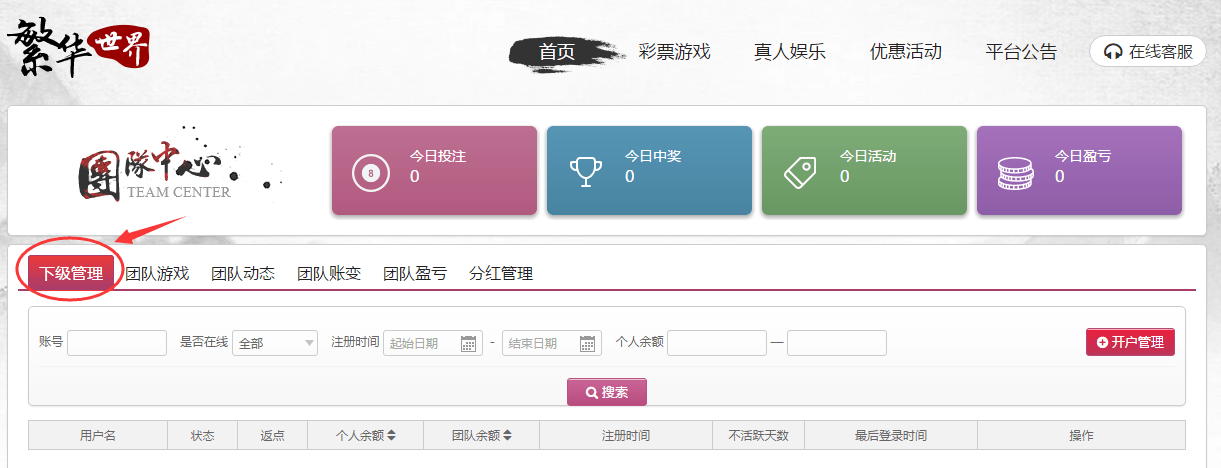 繁华世界
首页 彩票游戏 真人娱乐 优惠活动 平台公告 在线客服
團隊中心
TEAM CENTER
8
今日投注
0
今日中奖
0
今日活动
0
今日盈亏
0
下级管理 团队游戏 团队动态 团队账变 团队盈亏 分红管理
账号 是否在线 全部 注册时间 起始日期 - 结束日期 个人余额 — 开户管理
搜索
用户名 状态 返点 个人余额 团队余额 注册时间 不活跃天数 最后登录时间 操作